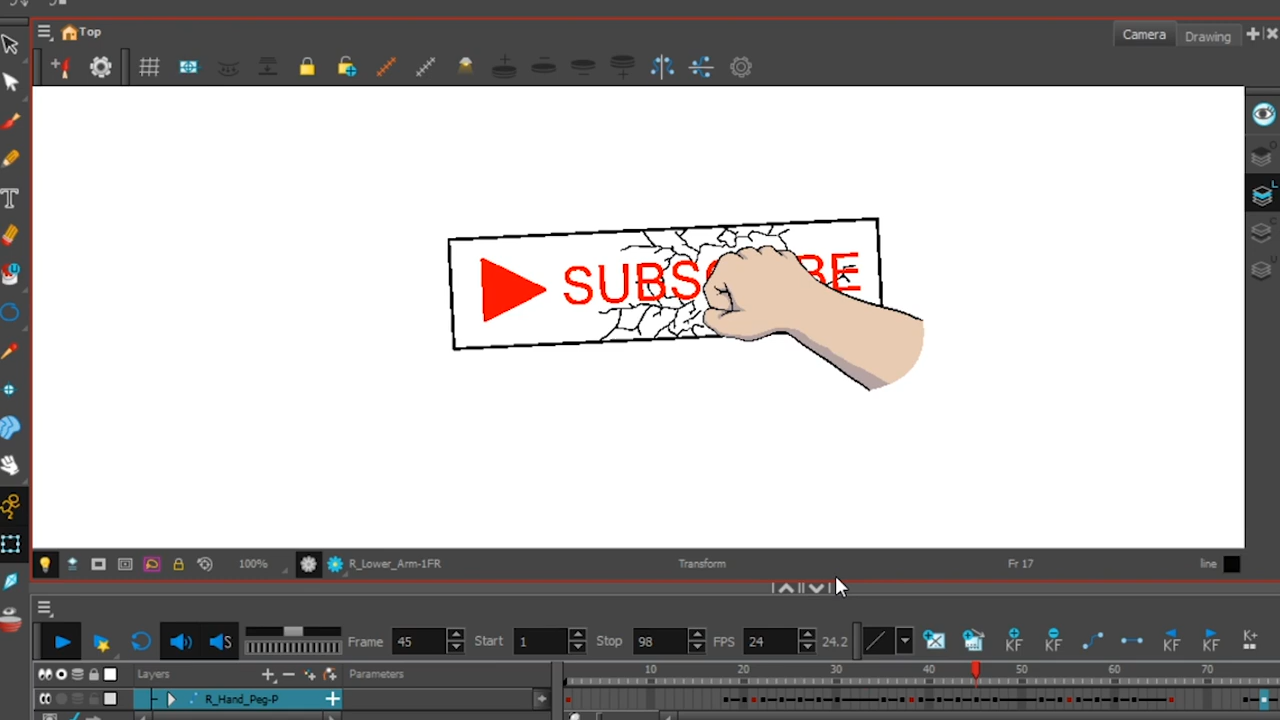 Top
Camera
Drawing
SUBSC BE
100%
R_Lower_Arm-1FR
Transform
Fr 17
line
Frame 45 Start 1 Stop 98 FPS 24 24.2
KF KF KF KF K+
Layers
Parameters
10 20 30 40 50 60 70
R_Hand_Peg-P